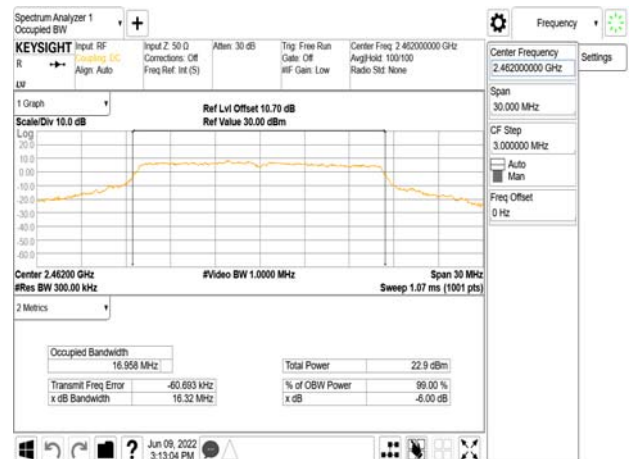 Spectrum Analyzer 1
Occupied BW
Frequency
KEYSIGHT
R
Input: RF
Coupling: DC
Align: Auto
Input Z: 50 Ω
Corrections: Off
Freq Ref: Int (S)
Atten: 30 dB
Trig: Free Run
Gate: Off
#IF Gain: Low
Center Freq: 2.462000000 GHz
Avg|Hold: 100/100
Radio Std: None
1 Graph
Scale/Div 10.0 dB
Ref Lvl Offset 10.70 dB
Ref Value 30.00 dBm
Log
20.0
10.0
0.00
-10.0
-20.0
-30.0
-40.0
-50.0
-60.0
Center 2.46200 GHz
#Res BW 300.00 kHz
#Video BW 1.0000 MHz
Span 30 MHz
Sweep 1.07 ms (1001 pts)
2 Metrics
Occupied Bandwidth
16.958 MHz
Transmit Freq Error -60.693 kHz
x dB Bandwidth 16.32 MHz
Total Power 22.9 dBm
% of OBW Power 99.00 %
x dB -6.00 dB
Jun 09, 2022
3:13:04 PM
Center Frequency
2.462000000 GHz
Settings
Span
30.000 MHz
CF Step
3.000000 MHz
Auto
Man
Freq Offset
0 Hz